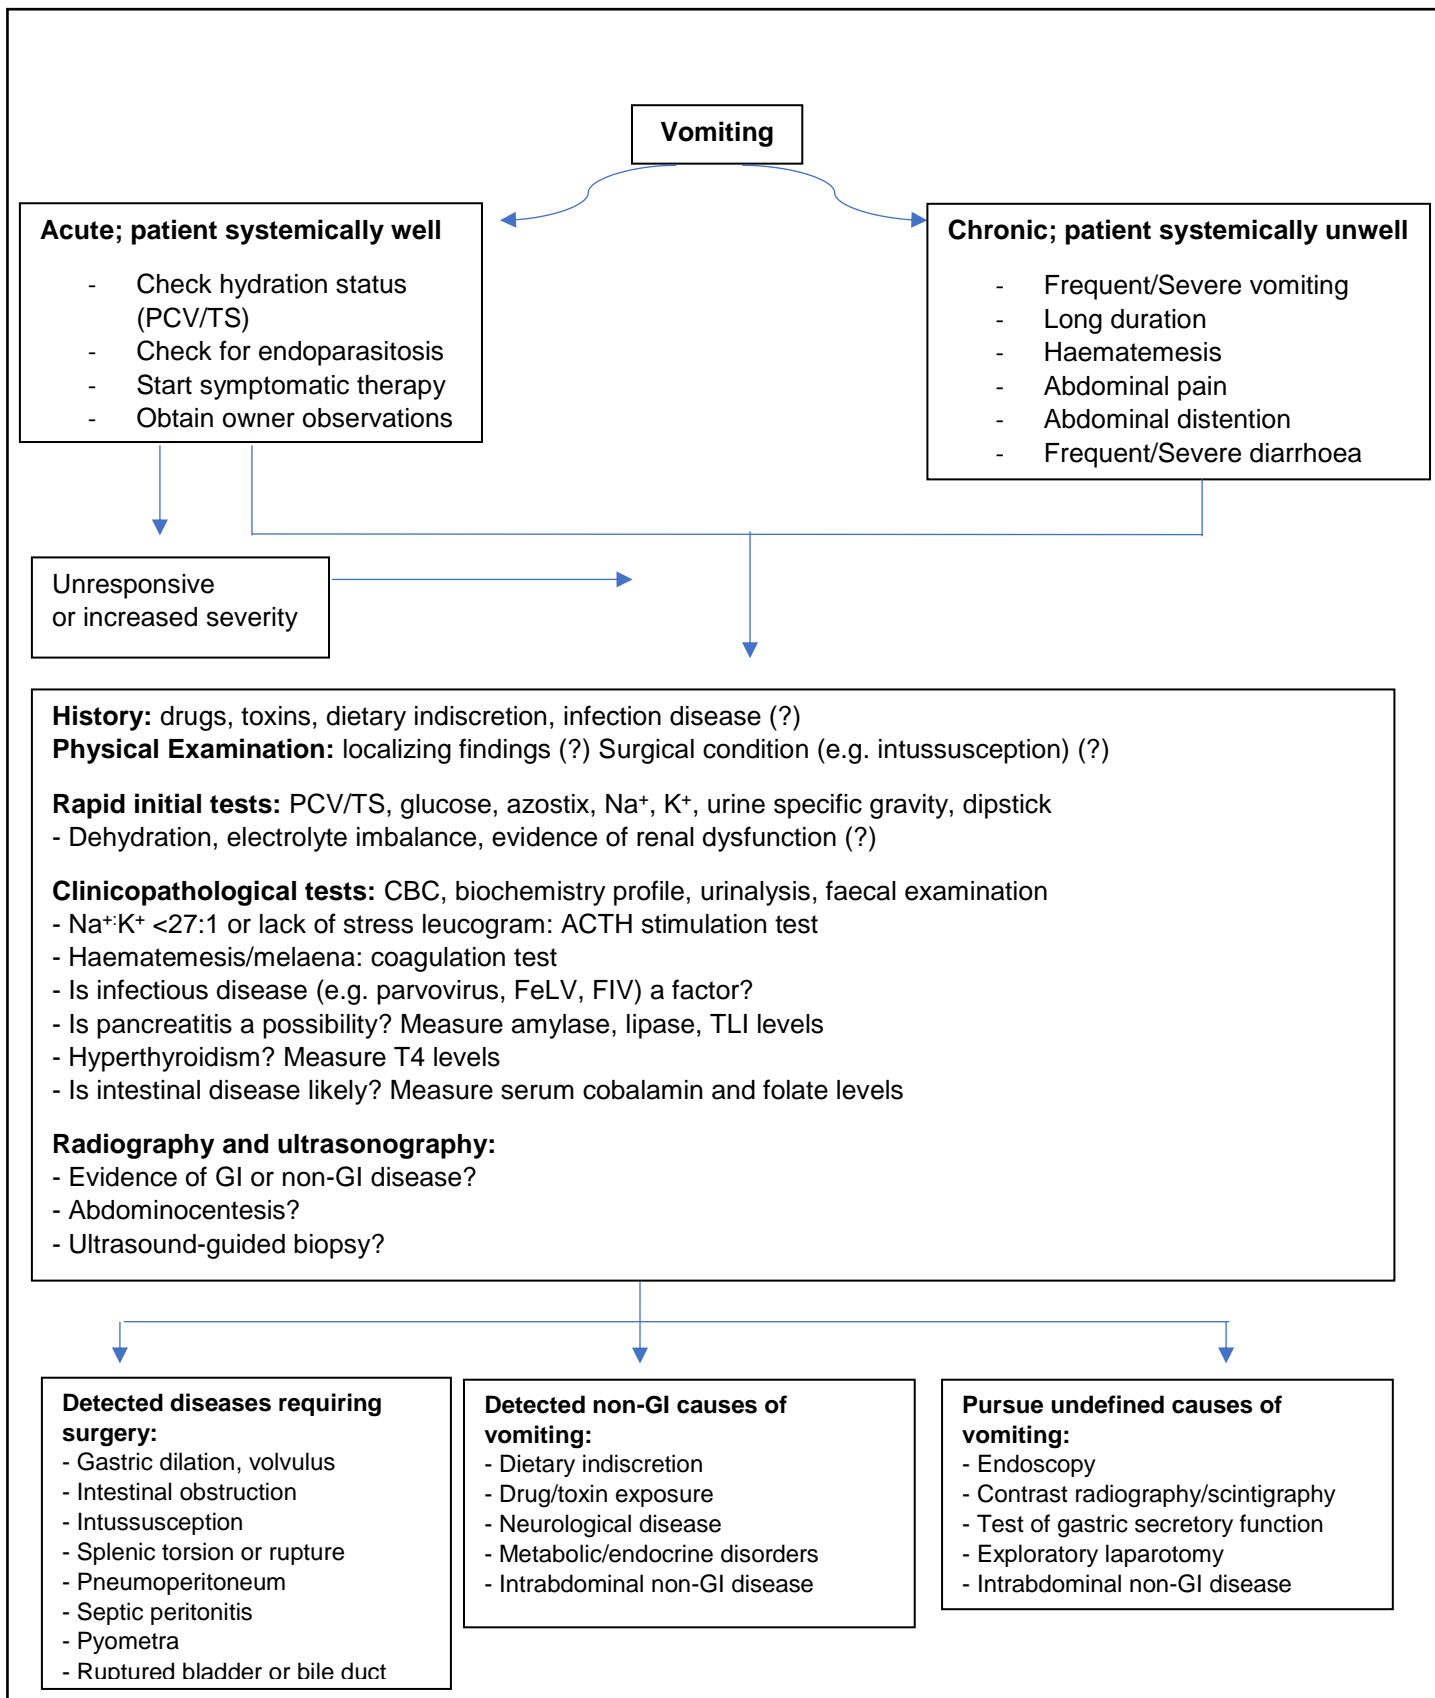 Vomiting
Acute; patient systemically well
- Check hydration status
(PCV/TS)
- Check for endoparasitosis
- Start symptomatic therapy
- Obtain owner observations
Chronic; patient systemically unwell
- Frequent/Severe vomiting
- Long duration
- Haematemesis
- Abdominal pain
- Abdominal distention
- Frequent/Severe diarrhoea
Unresponsive
or increased severity
History: drugs, toxins, dietary indiscretion, infection disease (?)
Physical Examination: localizing findings (?) Surgical condition (e.g. intussusception) (?)
Rapid initial tests: PCV/TS, glucose, azostix, Na⁺, K⁺, urine specific gravity, dipstick
- Dehydration, electrolyte imbalance, evidence of renal dysfunction (?)
Clinicopathological tests: CBC, biochemistry profile, urinalysis, faecal examination
- Na⁺:K⁺ <27:1 or lack of stress leucogram: ACTH stimulation test
- Haematemesis/melaena: coagulation test
- Is infectious disease (e.g. parvovirus, FeLV, FIV) a factor?
- Is pancreatitis a possibility? Measure amylase, lipase, TLI levels
- Hyperthyroidism? Measure T4 levels
- Is intestinal disease likely? Measure serum cobalamin and folate levels
Radiography and ultrasonography:
- Evidence of GI or non-GI disease?
- Abdominocentesis?
- Ultrasound-guided biopsy?
Detected diseases requiring
surgery:
- Gastric dilation, volvulus
- Intestinal obstruction
- Intussusception
- Splenic torsion or rupture
- Pneumoperitoneum
- Septic peritonitis
- Pyometra
- Ruptured bladder or bile duct
Detected non-GI causes of
vomiting:
- Dietary indiscretion
- Drug/toxin exposure
- Neurological disease
- Metabolic/endocrine disorders
- Intrabdominal non-GI disease
Pursue undefined causes of
vomiting:
- Endoscopy
- Contrast radiography/scintigraphy
- Test of gastric secretory function
- Exploratory laparotomy
- Intrabdominal non-GI disease